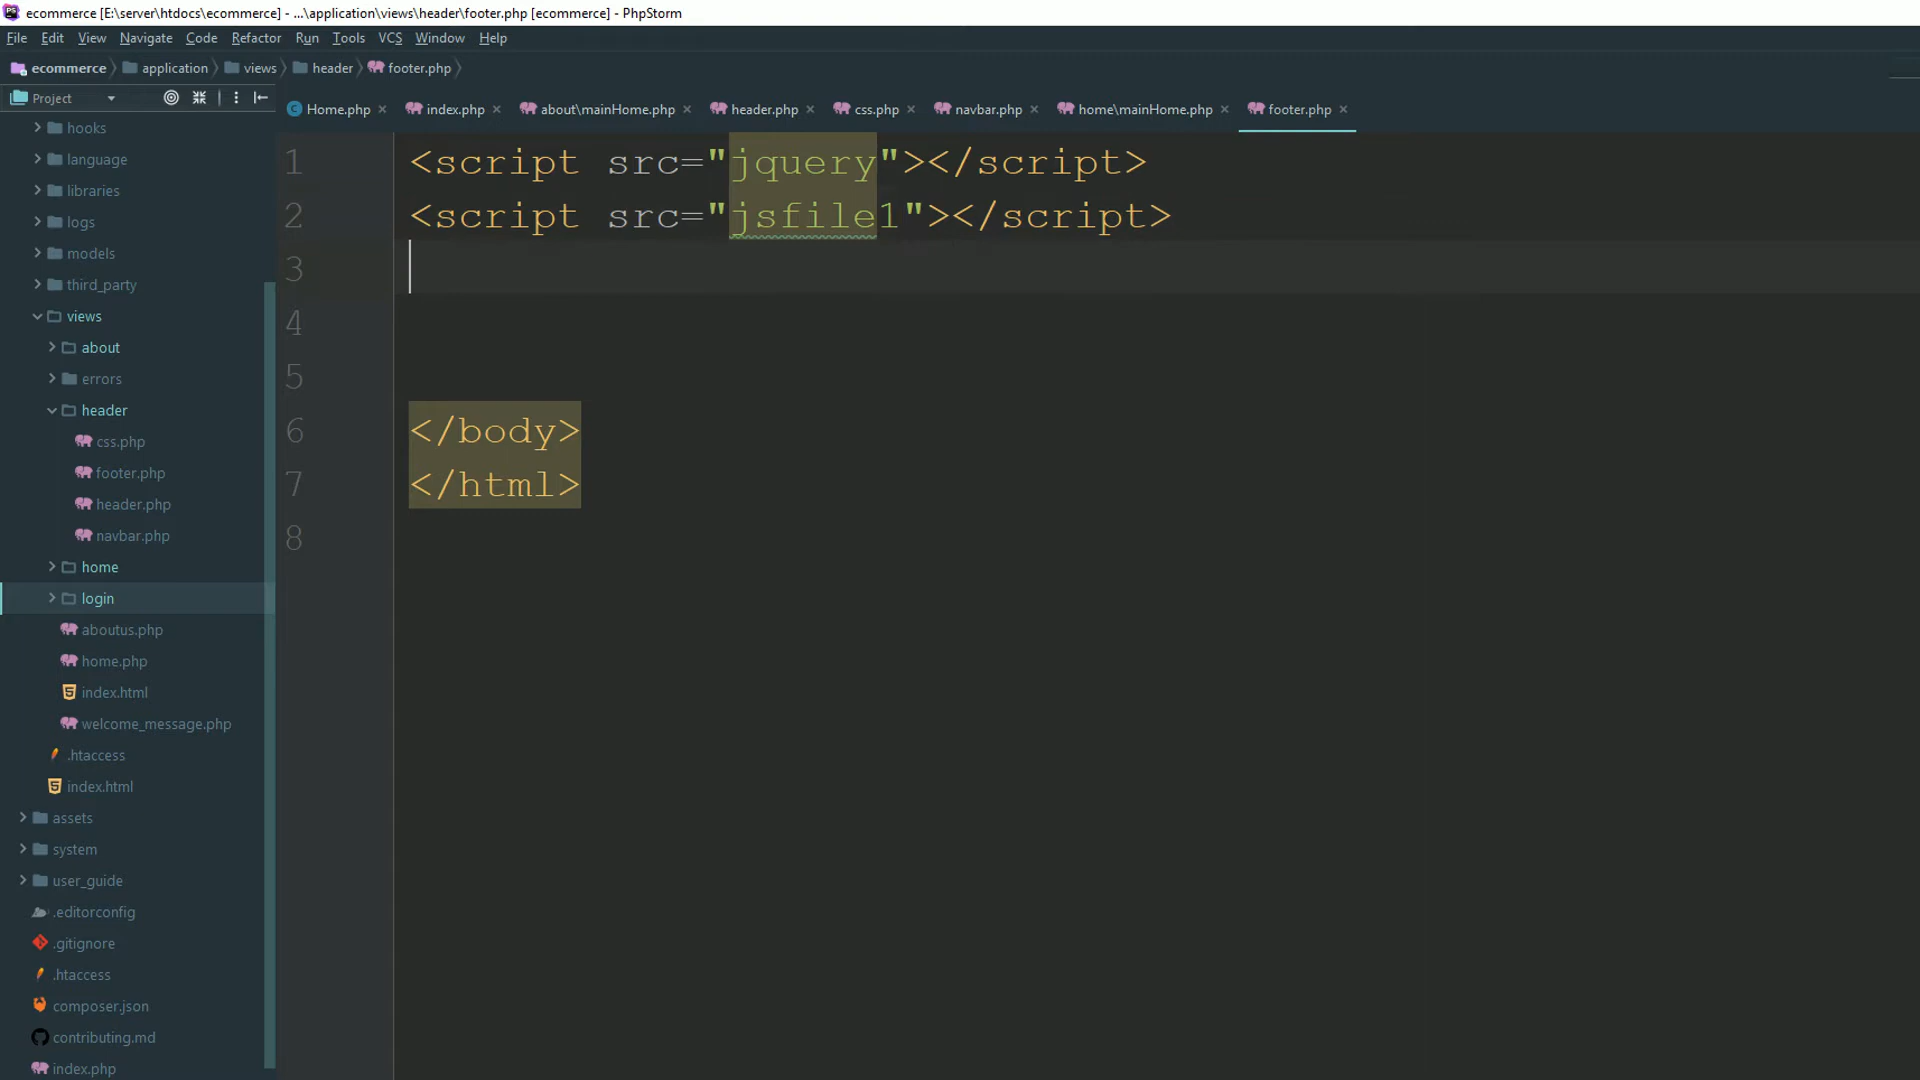 ecommerce [E:\server\htdocs\ecommerce] - ...\application\views\header\footer.php [ecommerce] - PhpStorm
File Edit View Navigate Code Refactor Run Tools VCS Window Help
ecommerce application views header footer.php
Project
Home.php index.php about\mainHome.php header.php css.php navbar.php home\mainHome.php footer.php
hooks
language
libraries
logs
models
third_party
views
about
errors
header
css.php
footer.php
header.php
navbar.php
home
login
aboutus.php
home.php
index.html
welcome_message.php
.htaccess
index.html
assets
system
user_guide
.editorconfig
.gitignore
.htaccess
composer.json
contributing.md
index.php
1 <script src="jquery"></script>
2 <script src="jsfile1"></script>
3
4
5
6 </body>
7 </html>
8